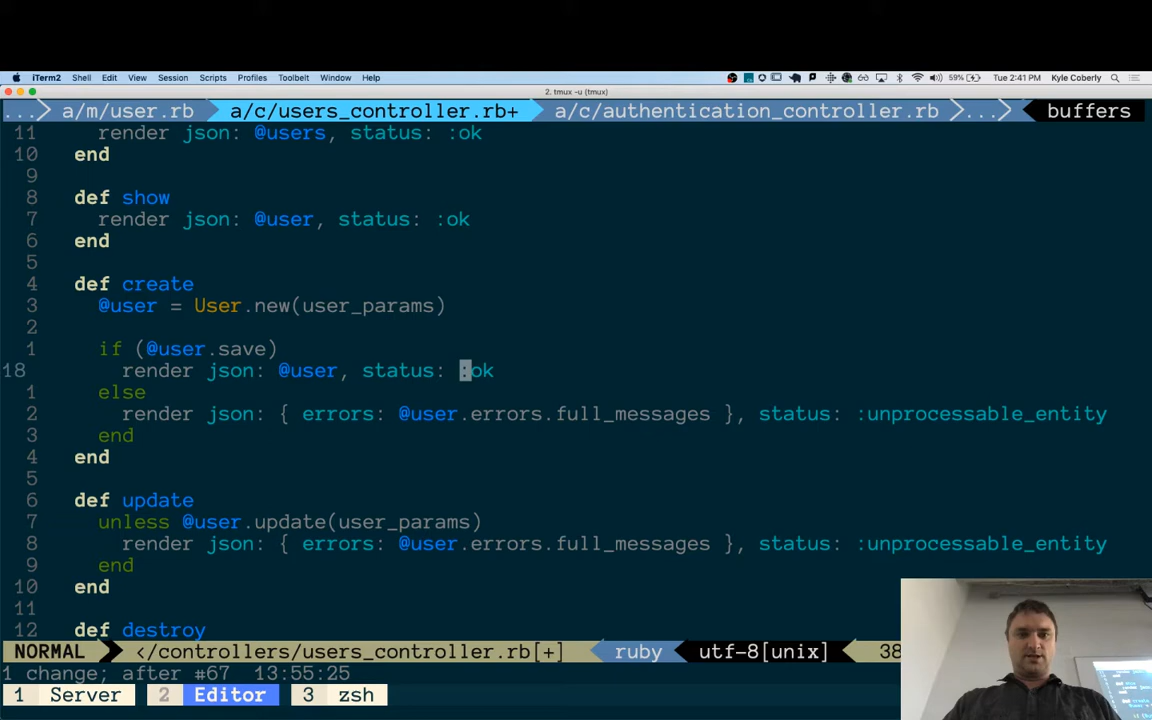 iTerm2 Shell Edit View Session Scripts Profiles Toolbelt Window Help 59% Tue 2:41 PM Kyle Coberly
2. tmux -u (tmux)
... a/m/user.rb a/c/users_controller.rb+ a/c/authentication_controller.rb ... buffers
11 render json: @users, status: :ok
10 end
9
8 def show
7 render json: @user, status: :ok
6 end
5
4 def create
3 @user = User.new(user_params)
2
1 if (@user.save)
18 render json: @user, status: :ok
1 else
2 render json: { errors: @user.errors.full_messages }, status: :unprocessable_entity
3 end
4 end
5
6 def update
7 unless @user.update(user_params)
8 render json: { errors: @user.errors.full_messages }, status: :unprocessable_entity
9 end
10 end
11
12 def destroy
NORMAL </controllers/users_controller.rb[+] ruby utf-8[unix] 38
1 change; after #67 13:55:25
1 Server 2 Editor 3 zsh